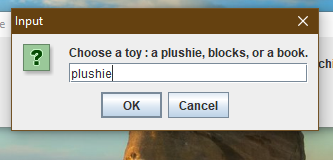 Input
Choose a toy : a plushie, blocks, or a book.
plushie
OK
Cancel